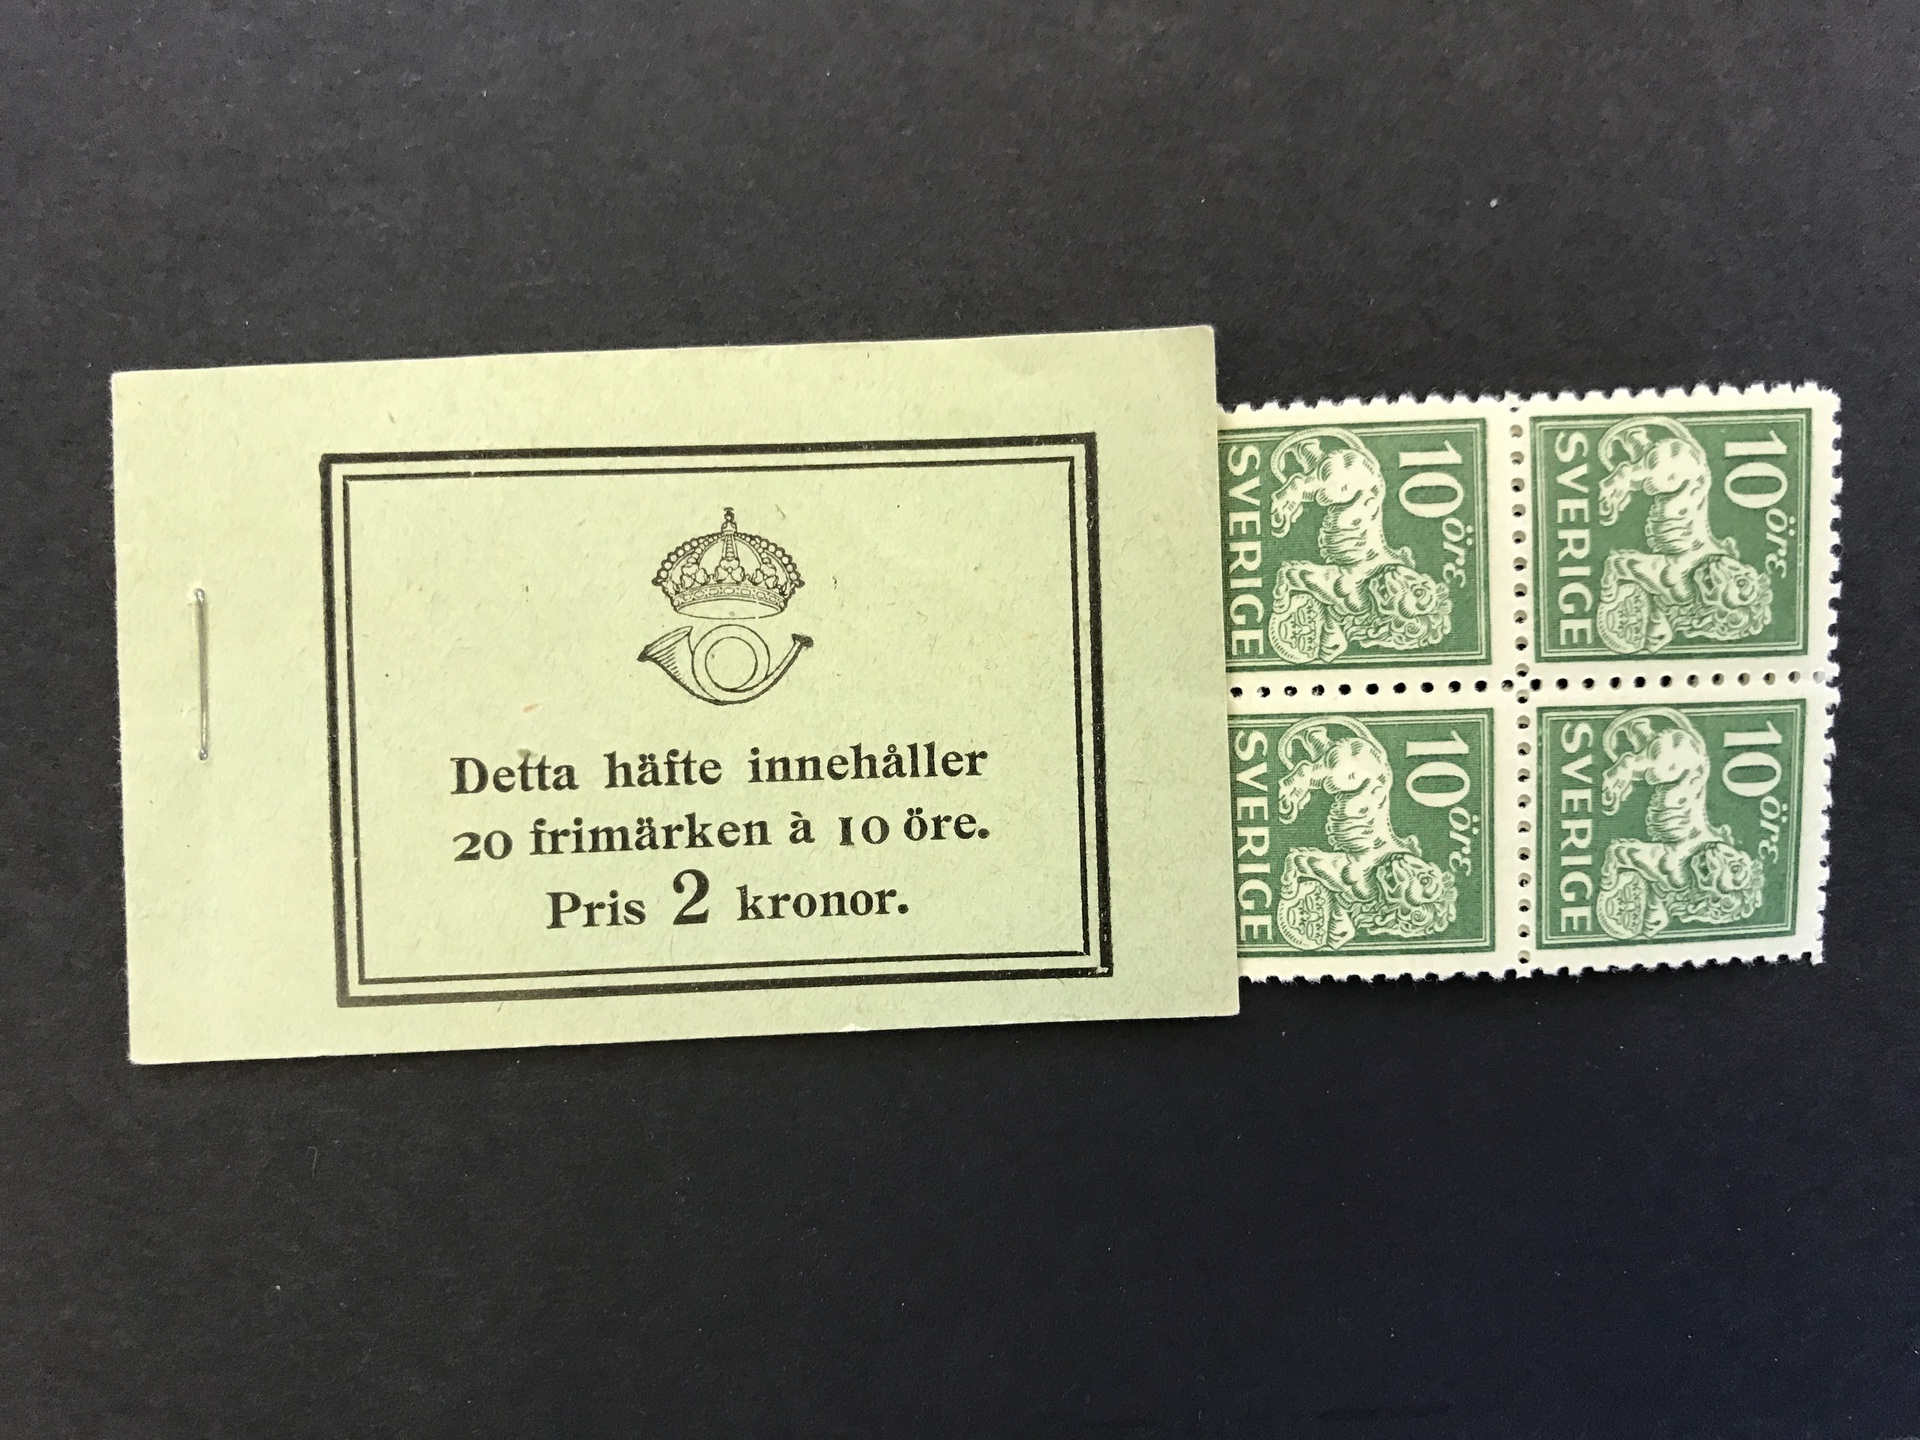 Detta häfte innehåller
20 frimärken à 10 öre.
Pris 2 kronor.
10 öre
SVERIGE
10 öre
SVERIGE
10 öre
SVERIGE
10 öre
SVERIGE